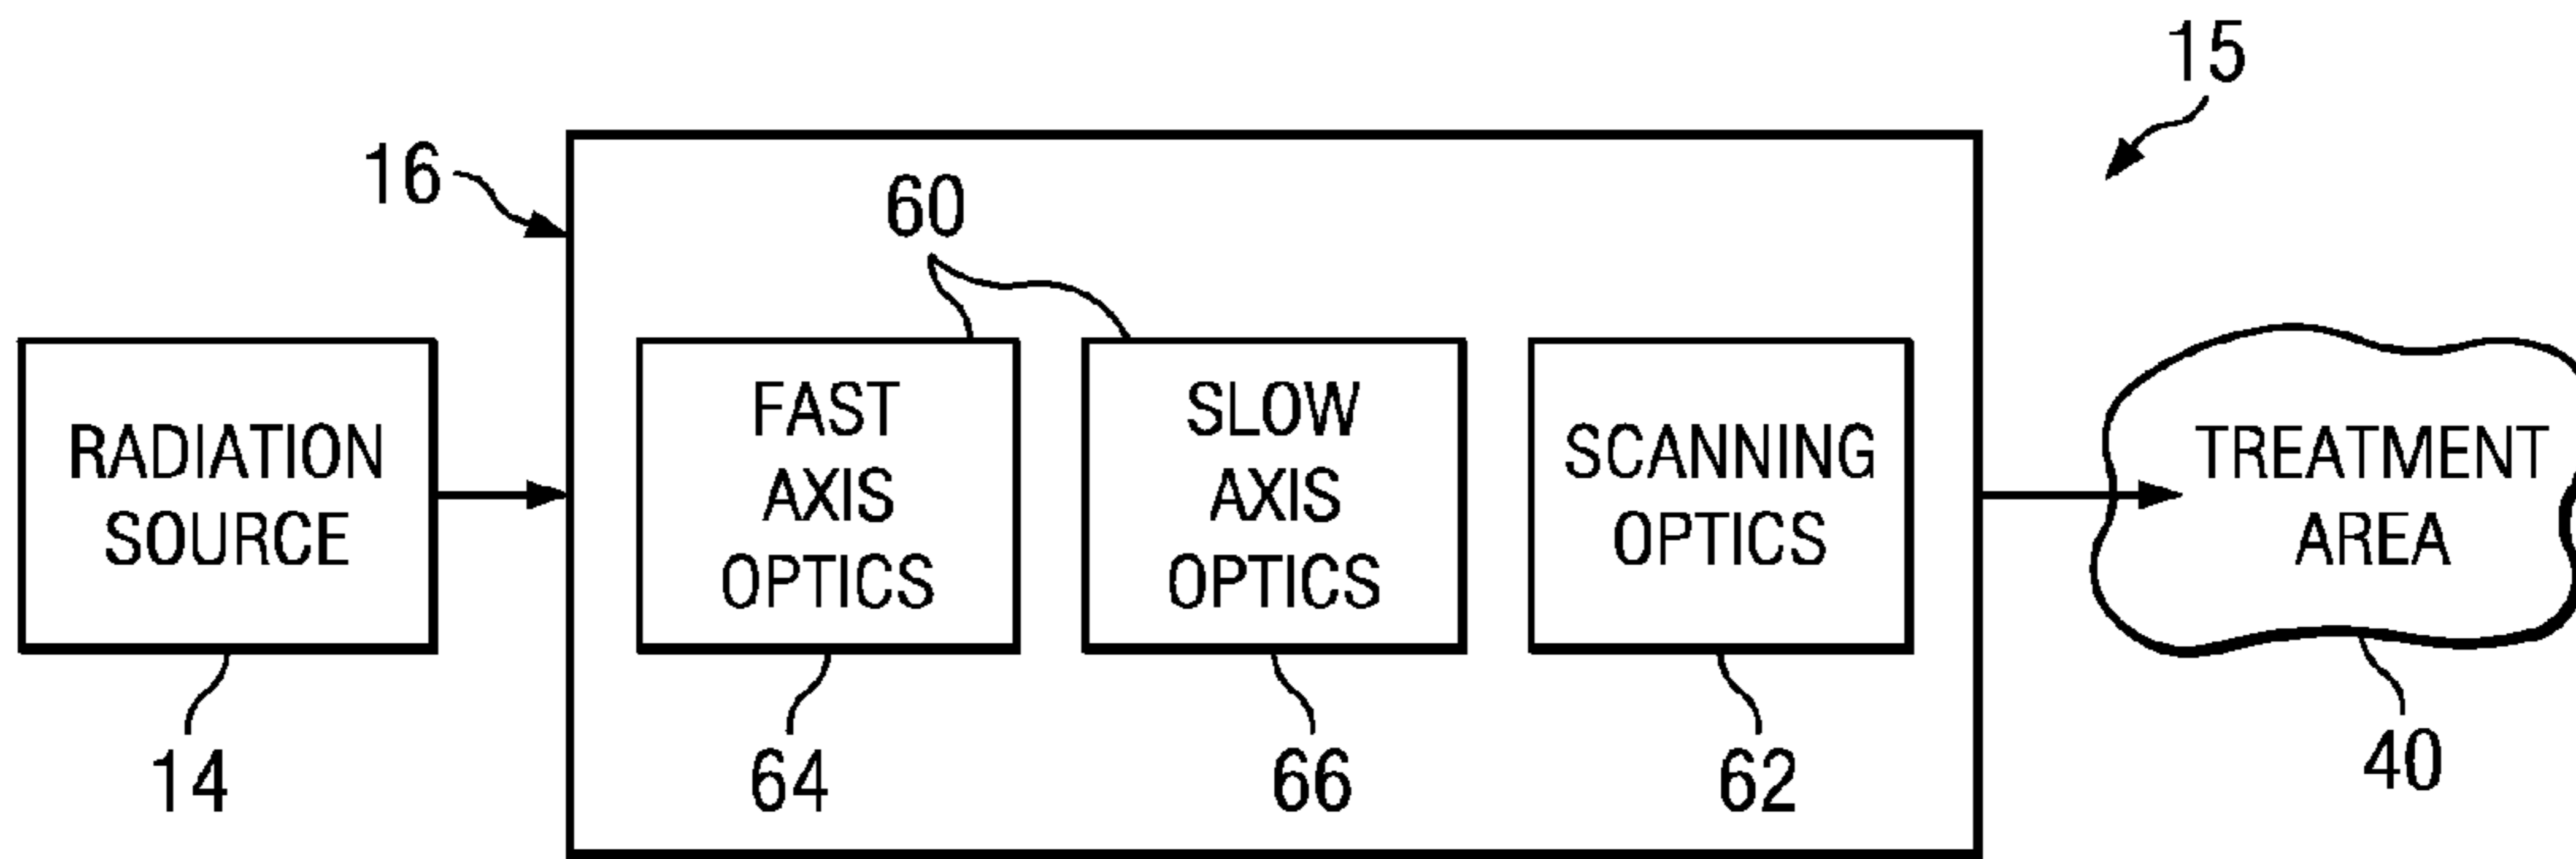 15
16
60
RADIATION
SOURCE
FAST
AXIS
OPTICS
SLOW
AXIS
OPTICS
SCANNING
OPTICS
TREATMENT
AREA
14
64
66
62
40